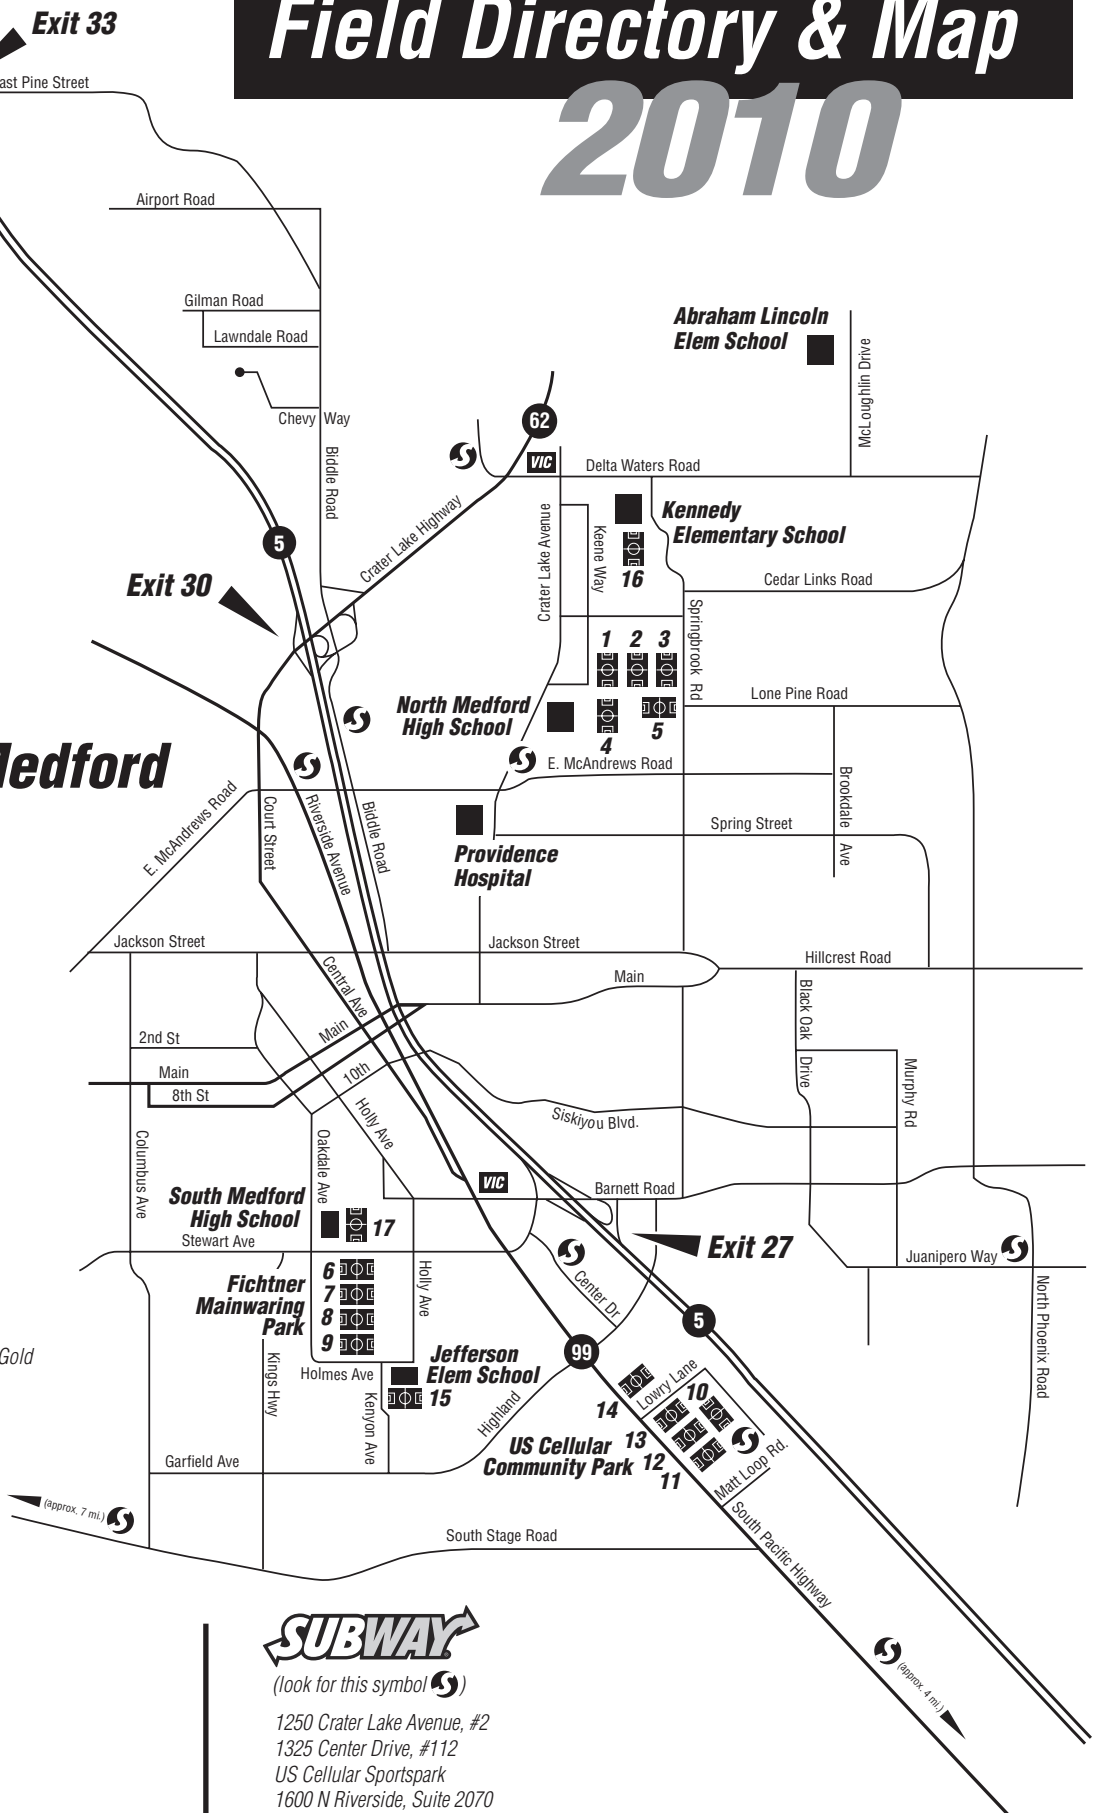 Exit 33
Field Directory & Map
2010
ast Pine Street
Airport Road
Gilman Road
Lawndale Road
Chevy Way
Biddle Road
Abraham Lincoln
Elem School
McLoughlin Drive
62
VIC
Delta Waters Road
Crater Lake Highway
Crater Lake Avenue
Keene Way
Kennedy
Elementary School
16
5
Exit 30
Cedar Links Road
Springbrook Rd
1 2 3
Lone Pine Road
North Medford
High School
4
5
E. McAndrews Road
Medford
E. McAndrews Road
Court Street
Riverside Avenue
Biddle Road
Brookdale Ave
Spring Street
Providence
Hospital
Jackson Street
Jackson Street
Hillcrest Road
Central Ave
Main
Main
Black Oak Drive
2nd St
Main
8th St
10th
Holly Ave
Murphy Rd
Siskiyou Blvd.
Columbus Ave
Oakdale Ave
VIC
Barnett Road
South Medford
High School
17
Stewart Ave
Exit 27
Juanipero Way
Fichtner
Mainwaring
Park
6
7
8
9
Holly Ave
Center Dr
5
North Phoenix Road
Gold
99
Holmes Ave
Jefferson
Elem School
15
Kings Hwy
Kenyon Ave
Highland
Lowry Lane
10
14
13
12
11
US Cellular
Community Park
Matt Loop Rd.
Garfield Ave
(approx. 7 mi.)
South Stage Road
South Pacific Highway
(approx. 4 mi.)
SUBWAY
(look for this symbol )
1250 Crater Lake Avenue, #2
1325 Center Drive, #112
US Cellular Sportspark
1600 N Riverside, Suite 2070